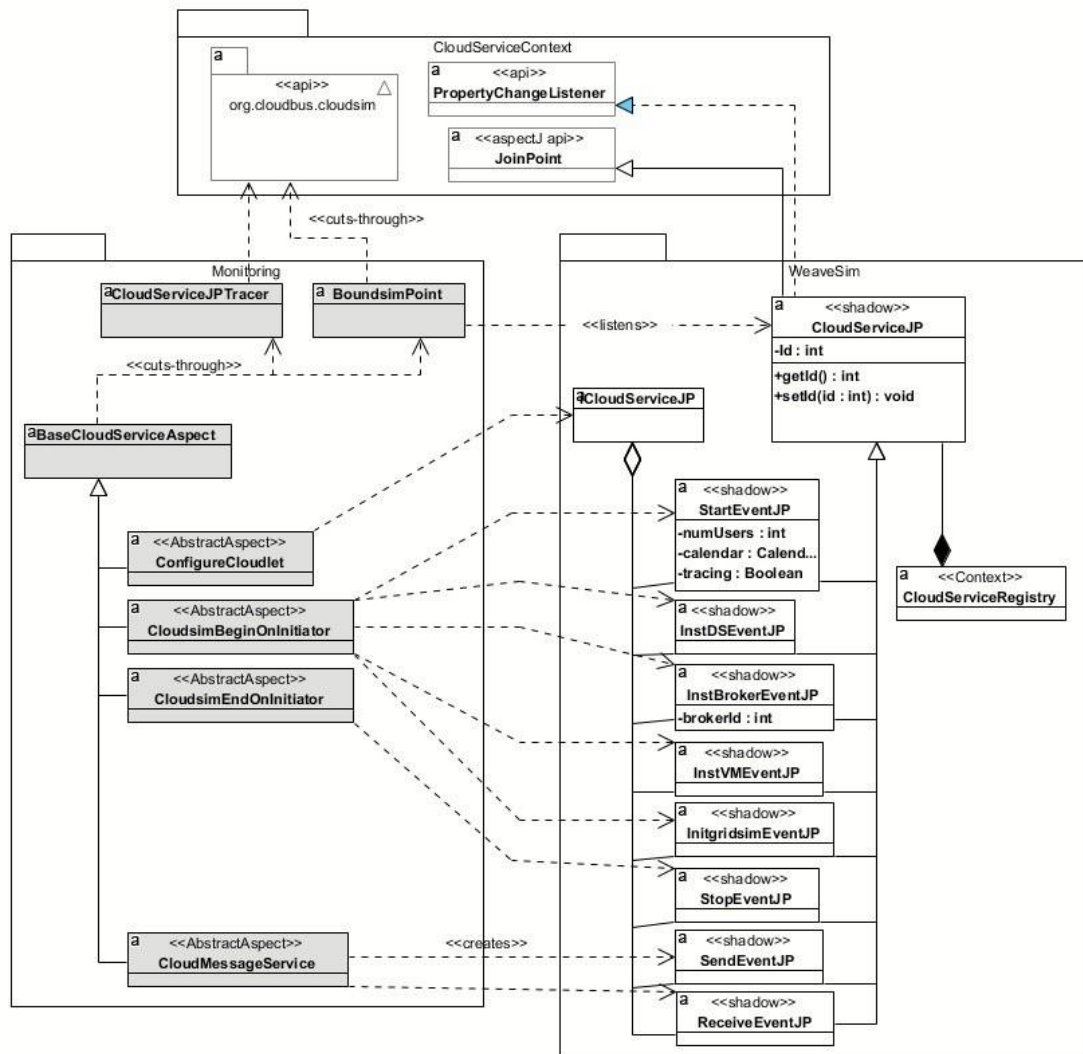 CloudServiceContext
a
<<api>>
org.cloudbus.cloudsim
a
<<api>>
PropertyChangeListener
a
<<aspectJ api>>
JoinPoint
<<cuts-through>>
Monitoring
a
CloudServiceJPTracer
a
BoundsimPoint
<<cuts-through>>
a
BaseCloudServiceAspect
a
<<AbstractAspect>>
ConfigureCloudlet
a
<<AbstractAspect>>
CloudsimBeginOnInitiator
a
<<AbstractAspect>>
CloudsimEndOnInitiator
a
<<AbstractAspect>>
CloudMessageService
<<listens>>
<<creates>>
WeaveSim
a
<<shadow>>
CloudServiceJP
-Id : int
+getId() : int
+setId(id : int) : void
a
ICloudServiceJP
a
<<shadow>>
StartEventJP
-numUsers : int
-calendar : Calend...
-tracing : Boolean
a
<<shadow>>
InstDSEventJP
a
<<shadow>>
InstBrokerEventJP
-brokerId : int
a
<<shadow>>
InstVMEventJP
a
<<shadow>>
InitgridsimEventJP
a
<<shadow>>
StopEventJP
a
<<shadow>>
SendEventJP
a
<<shadow>>
ReceiveEventJP
a
<<Context>>
CloudServiceRegistry